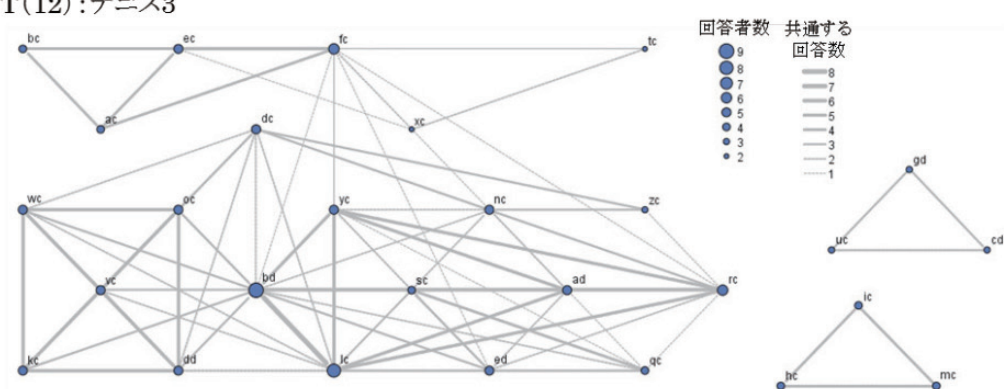 T(12):テニス3
回答者数 共通する
回答数
9
8
7
6
5
4
3
2
8
7
6
5
4
3
2
1
bc ec fc tc
ac xc
dc
gd
wc oc yc nc zc
uc cd
vc bd sc ad rc
ic
kc dd lc ed qc
hc mc